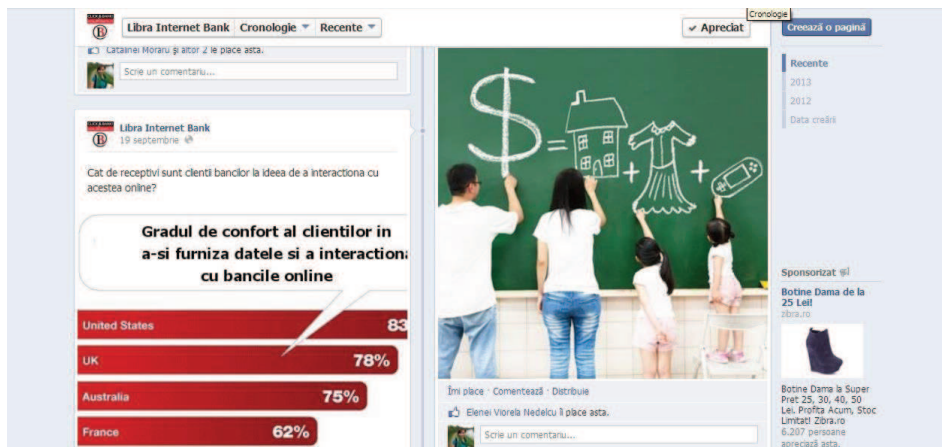 Libra Internet Bank Cronologie Recente
Apreciat
Cronologie
Creează o pagină
Catalinei Moraru și altor 2 le place asta.
Scrie un comentariu...
Libra Internet Bank
19 septembrie
Cat de receptivi sunt clientii bancilor la ideea de a interactiona cu
acestea online?
Gradul de confort al clientilor in
a-si furniza datele si a interactiona
cu bancile online
United States 83
UK 78%
Australia 75%
France 62%
$ = + +
Îmi place · Comentează · Distribuie
Elenei Viorela Nedelcu îi place asta.
Scrie un comentariu...
Recente
2013
2012
Data creării
Sponsorizat
Botine Dama de la
25 Lei!
zibra.ro
Botine Dama la Super
Pret 25, 30, 40, 50
Lei. Profita Acum, Stoc
Limitat! Zibra.ro
6.207 persoane
apreciază asta.